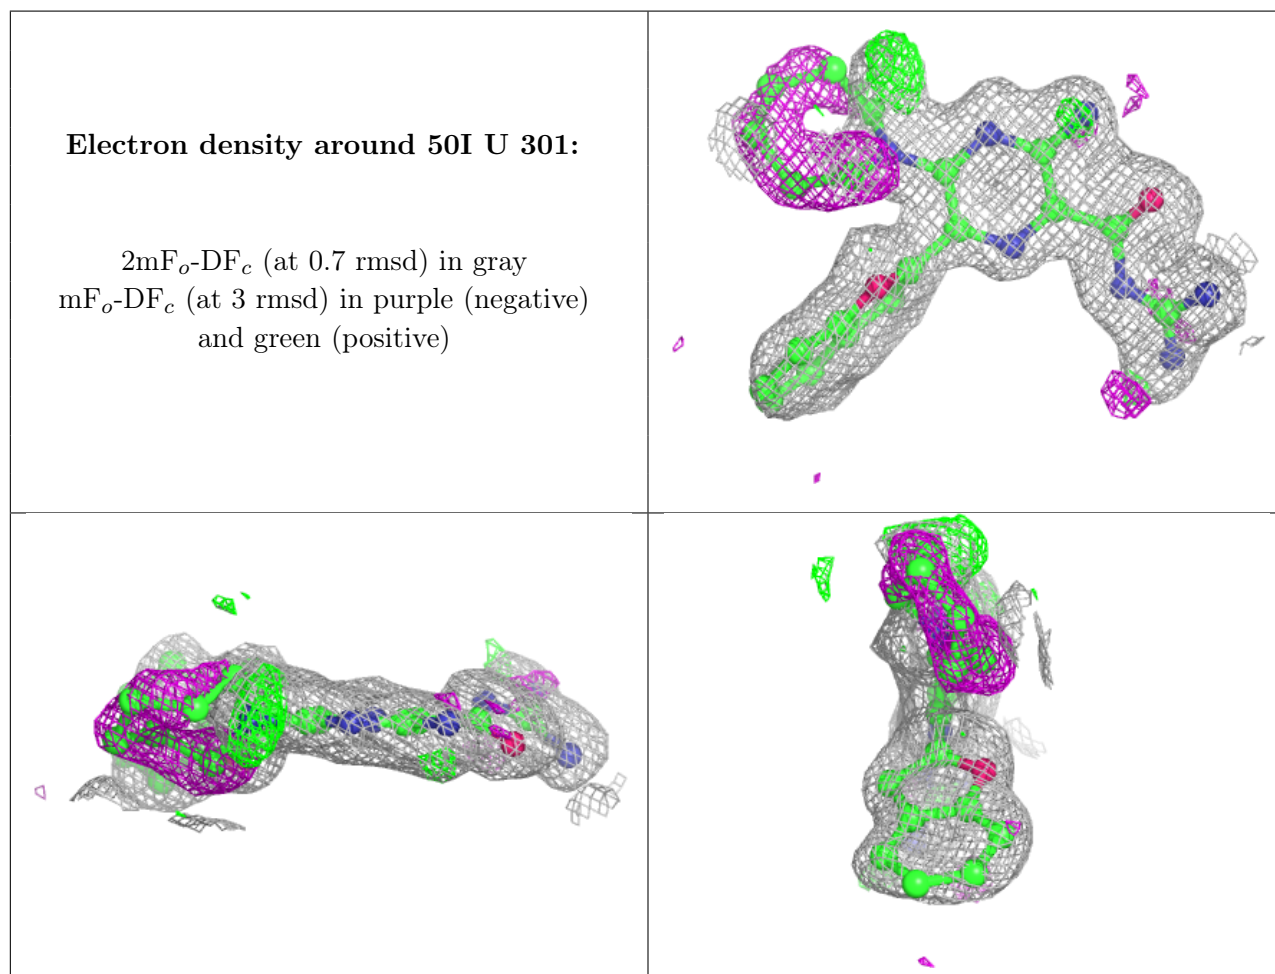 Electron density around 50I U 301:
2mFo-DFc (at 0.7 rmsd) in gray
mFo-DFc (at 3 rmsd) in purple (negative)
and green (positive)